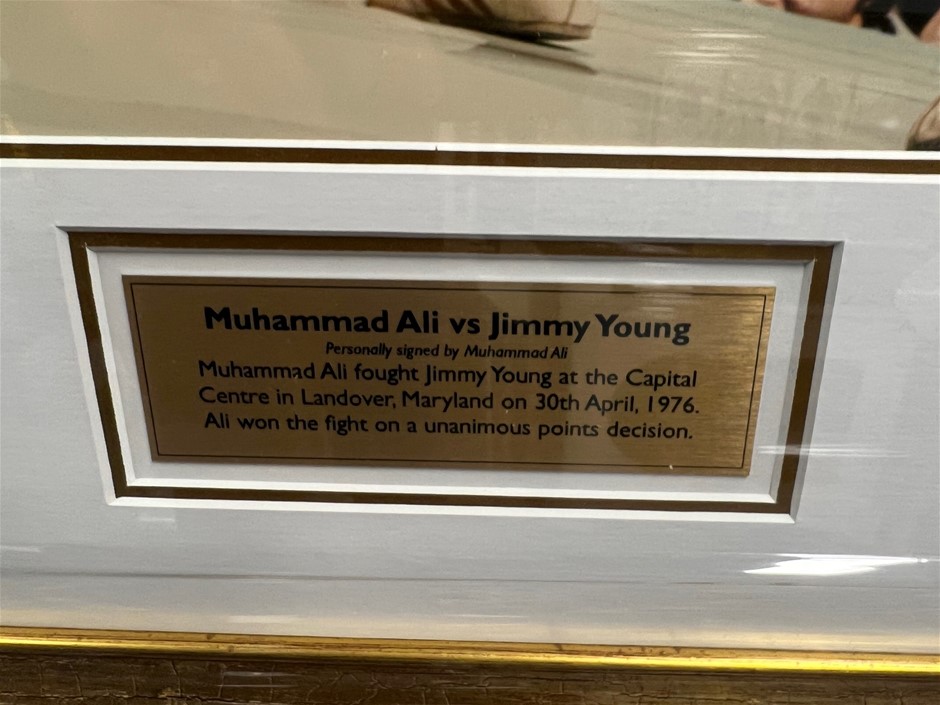 Muhammad Ali vs Jimmy Young
Personally signed by Muhammad Ali
Muhammad Ali fought Jimmy Young at the Capital
Centre in Landover, Maryland on 30th April, 1976.
Ali won the fight on a unanimous points decision.